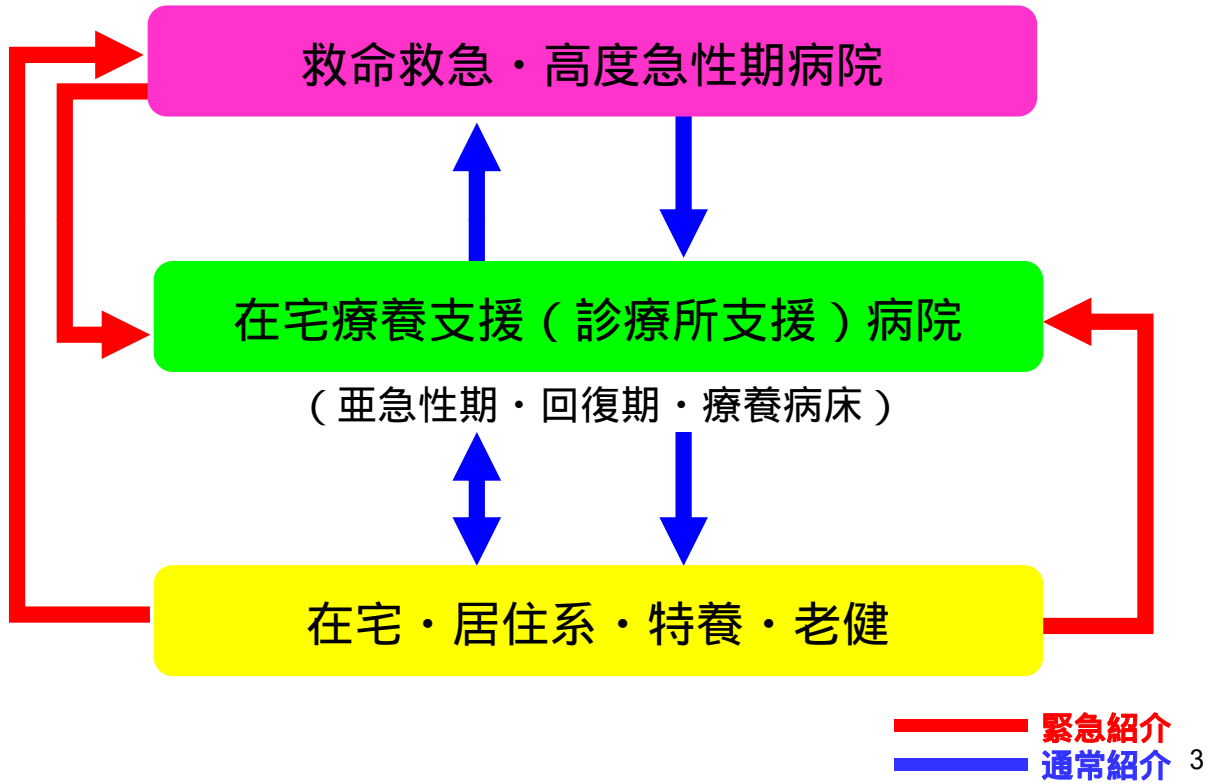 救命救急・高度急性期病院
在宅療養支援(診療所支援)病院
(亜急性期・回復期・療養病床)
在宅・居住系・特養・老健
緊急紹介
通常紹介
3